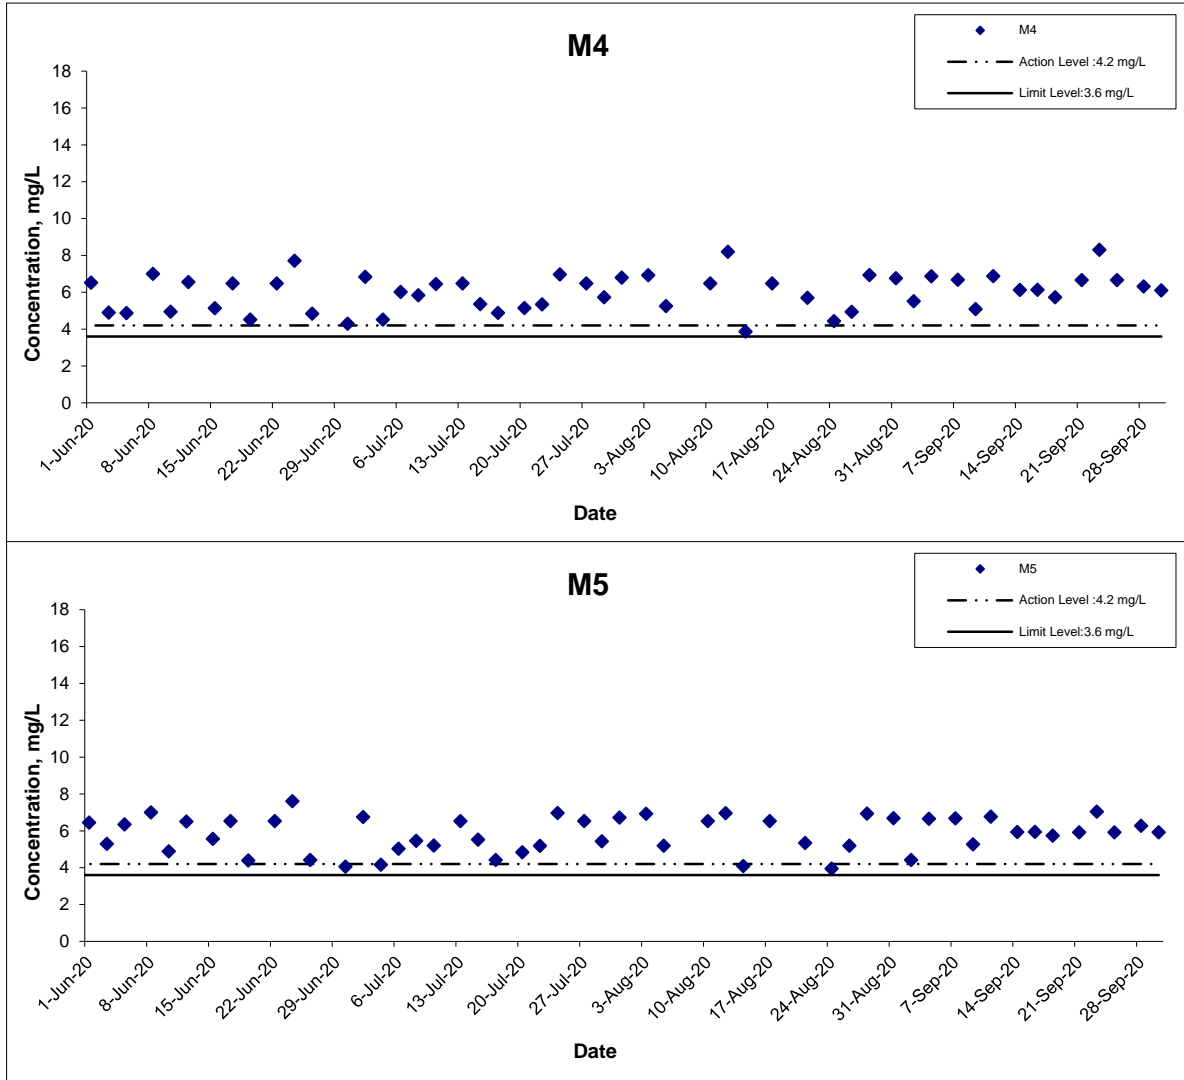 M4
M4
Action Level :4.2 mg/L
Limit Level:3.6 mg/L
Concentration, mg/L
18
16
14
12
10
8
6
4
2
0
1-Jun-20
8-Jun-20
15-Jun-20
22-Jun-20
29-Jun-20
6-Jul-20
13-Jul-20
20-Jul-20
27-Jul-20
3-Aug-20
10-Aug-20
17-Aug-20
24-Aug-20
31-Aug-20
7-Sep-20
14-Sep-20
21-Sep-20
28-Sep-20
Date
M5
M5
Action Level :4.2 mg/L
Limit Level:3.6 mg/L
Concentration, mg/L
18
16
14
12
10
8
6
4
2
0
1-Jun-20
8-Jun-20
15-Jun-20
22-Jun-20
29-Jun-20
6-Jul-20
13-Jul-20
20-Jul-20
27-Jul-20
3-Aug-20
10-Aug-20
17-Aug-20
24-Aug-20
31-Aug-20
7-Sep-20
14-Sep-20
21-Sep-20
28-Sep-20
Date